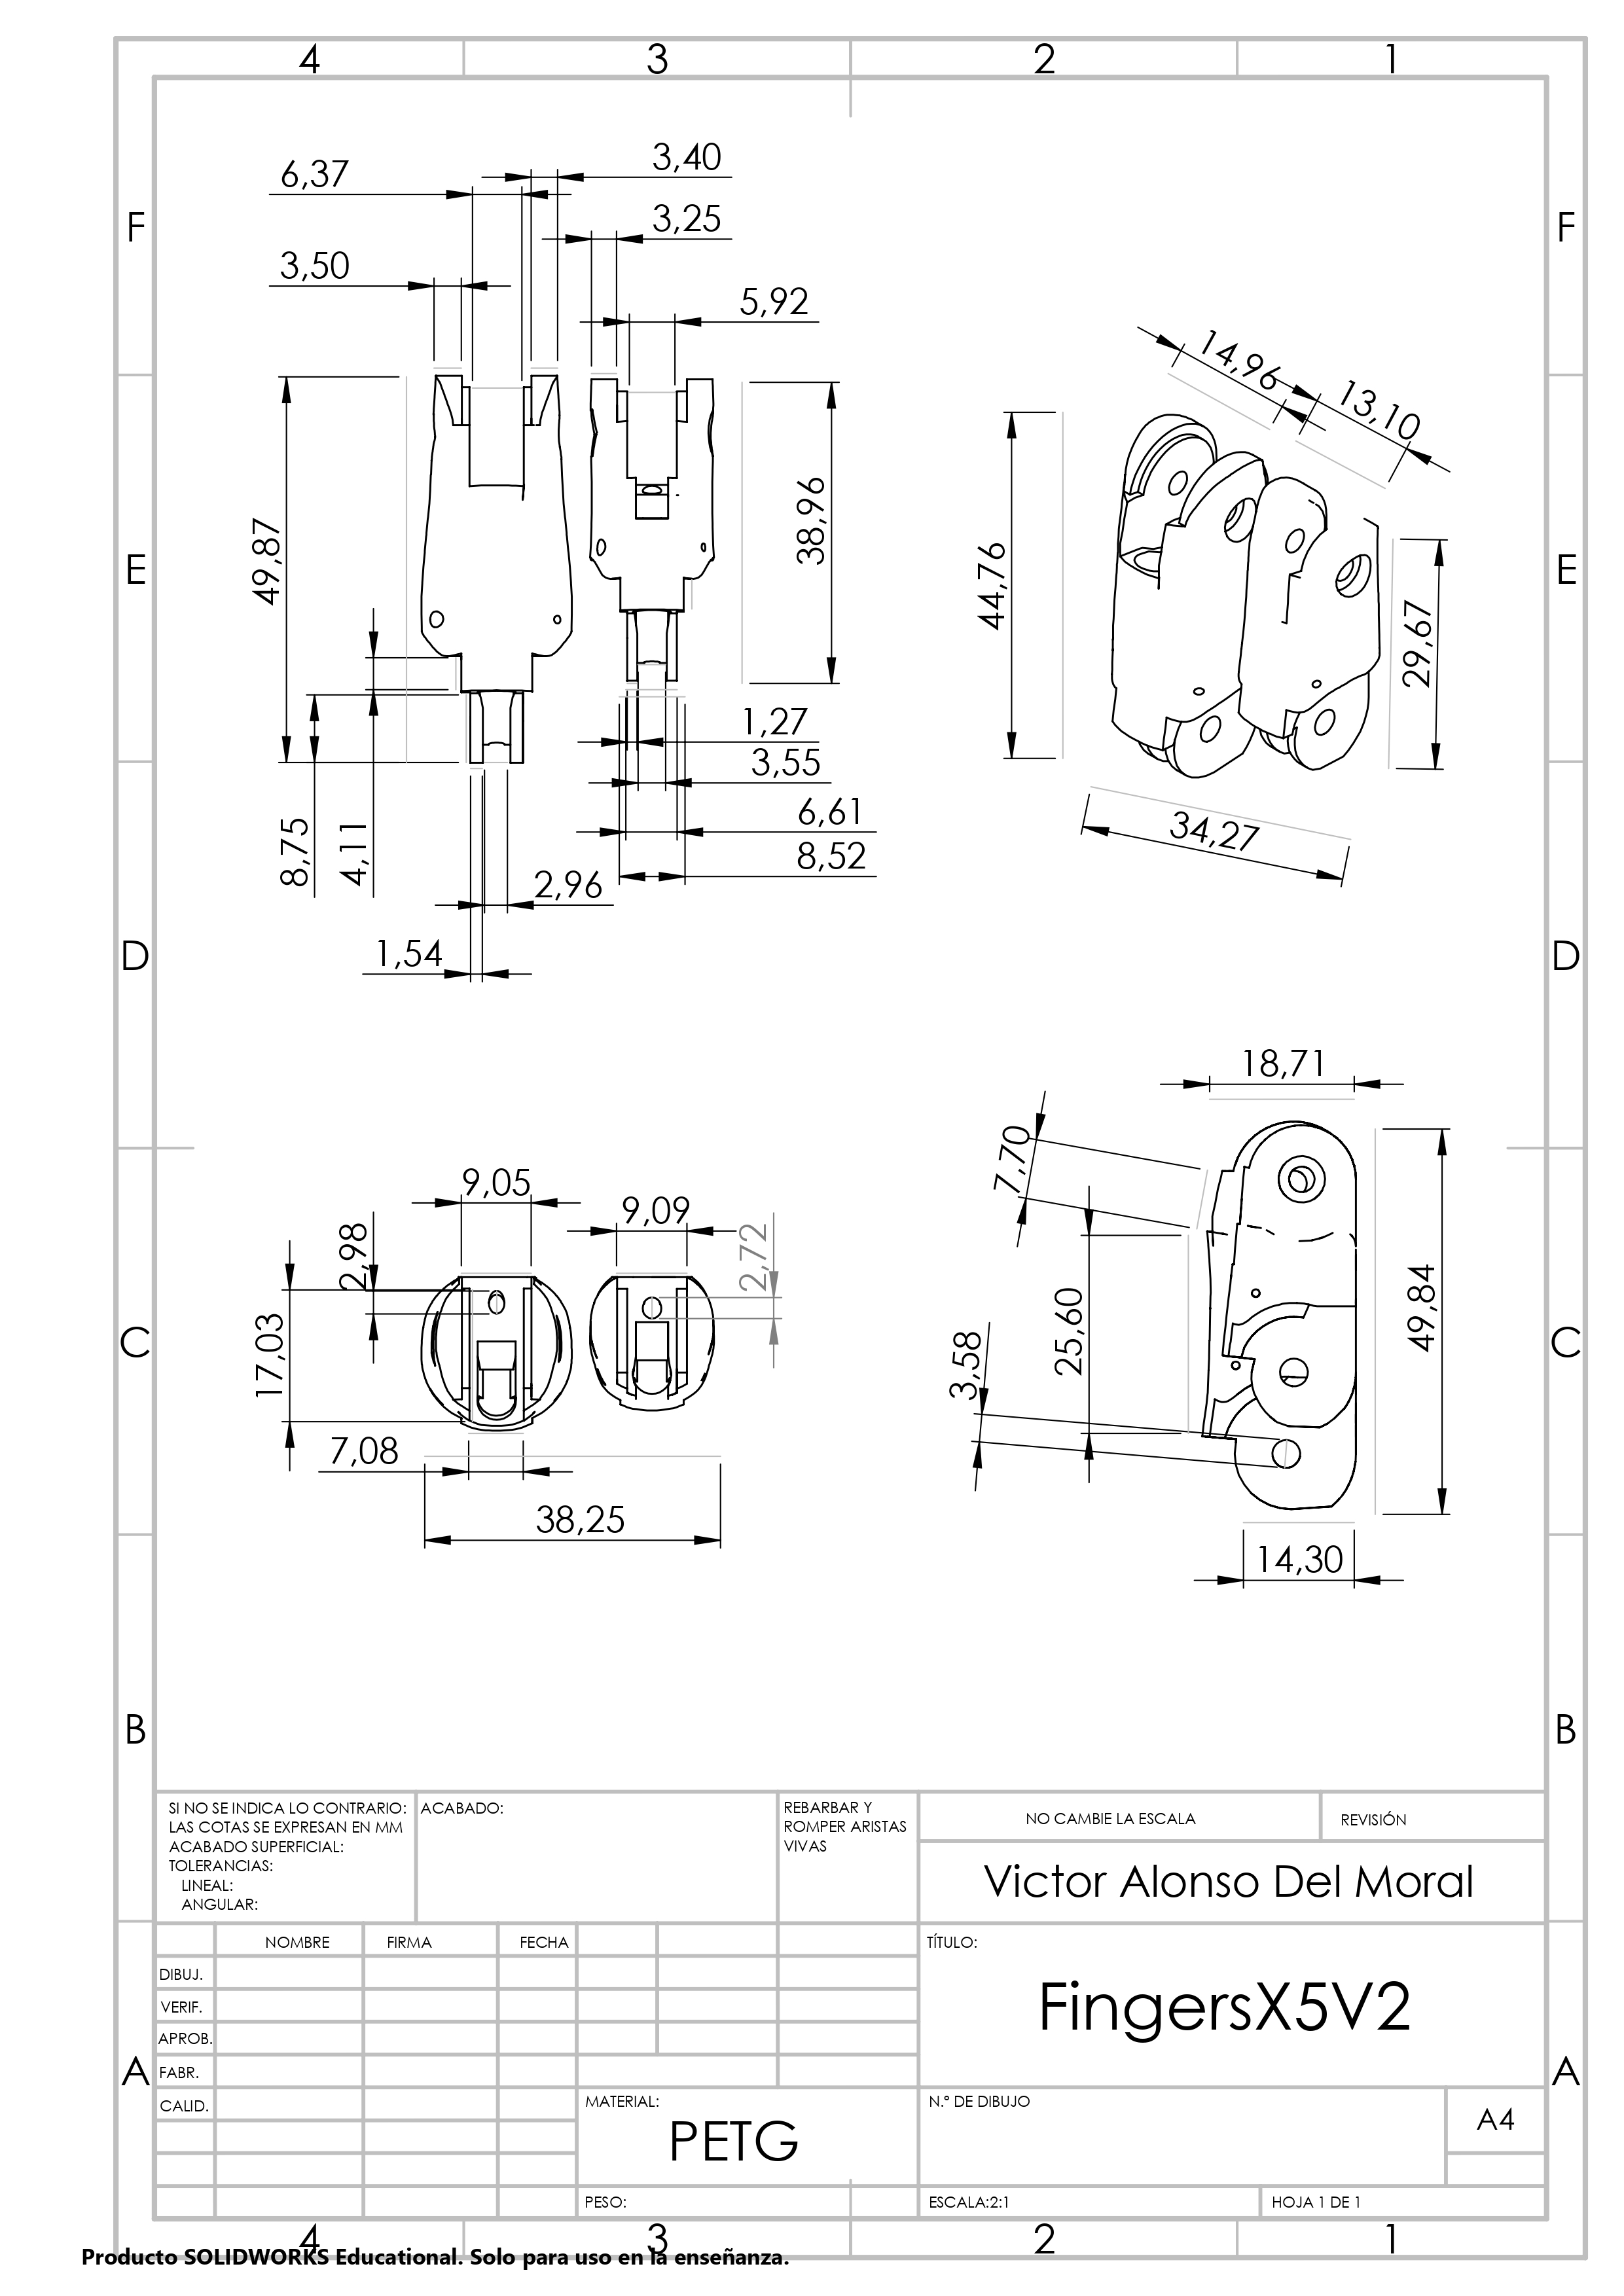 4 3 2 1
F F
E E
D D
C C
B B
A A
6,37
3,40
3,25
3,50
5,92
49,87
38,96
8,75
4,11
1,27
3,55
6,61
8,52
2,96
1,54
14,96
13,10
44,76
29,67
34,27
9,05
9,09
2,98
2,72
17,03
7,08
38,25
18,71
7,70
25,60
3,58
49,84
14,30
SI NO SE INDICA LO CONTRARIO:
LAS COTAS SE EXPRESAN EN MM
ACABADO SUPERFICIAL:
TOLERANCIAS:
LINEAL:
ANGULAR:
ACABADO:
REBARBAR Y
ROMPER ARISTAS
VIVAS
NO CAMBIE LA ESCALA
REVISIÓN
Victor Alonso Del Moral
NOMBRE FIRMA FECHA
DIBUJ.
VERIF.
APROB.
FABR.
CALID.
TÍTULO:
FingersX5V2
MATERIAL:
PETG
N.º DE DIBUJO
A4
PESO:
ESCALA:2:1
HOJA 1 DE 1
4 3 2 1
Producto SOLIDWORKS Educational. Solo para uso en la enseñanza.